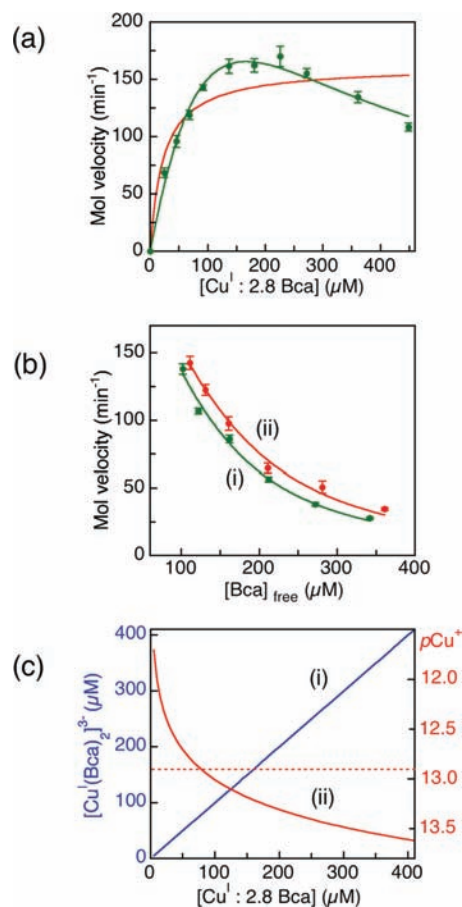 (a)
Mol velocity (min⁻¹)
200
150
100
50
0
0 100 200 300 400
[Cuᴵ : 2.8 Bca] (µM)
(b)
Mol velocity (min⁻¹)
150
100
50
0
(ii)
(i)
100 200 300 400
[Bca] free (µM)
(c)
[Cuᴵ(Bca)₂]³⁻ (µM)
400
300
200
100
0
pCu⁺
12.0
12.5
13.0
13.5
(i)
(ii)
0 100 200 300 400
[Cuᴵ : 2.8 Bca] (µM)